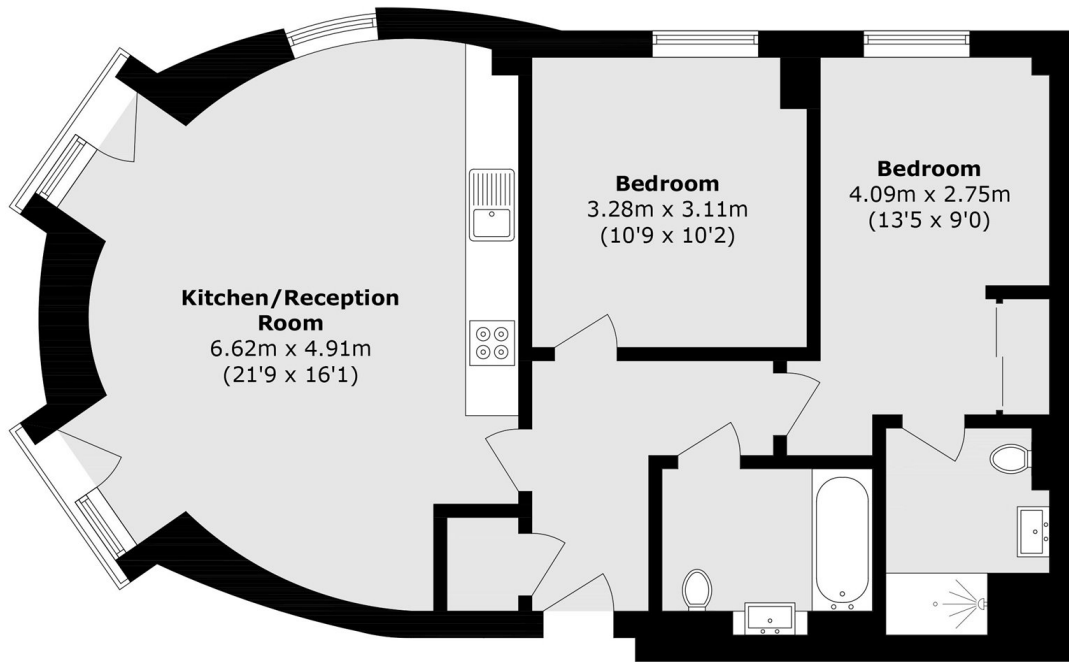 Kitchen/Reception
Room
6.62m x 4.91m
(21'9 x 16'1)
Bedroom
3.28m x 3.11m
(10'9 x 10'2)
Bedroom
4.09m x 2.75m
(13'5 x 9'0)